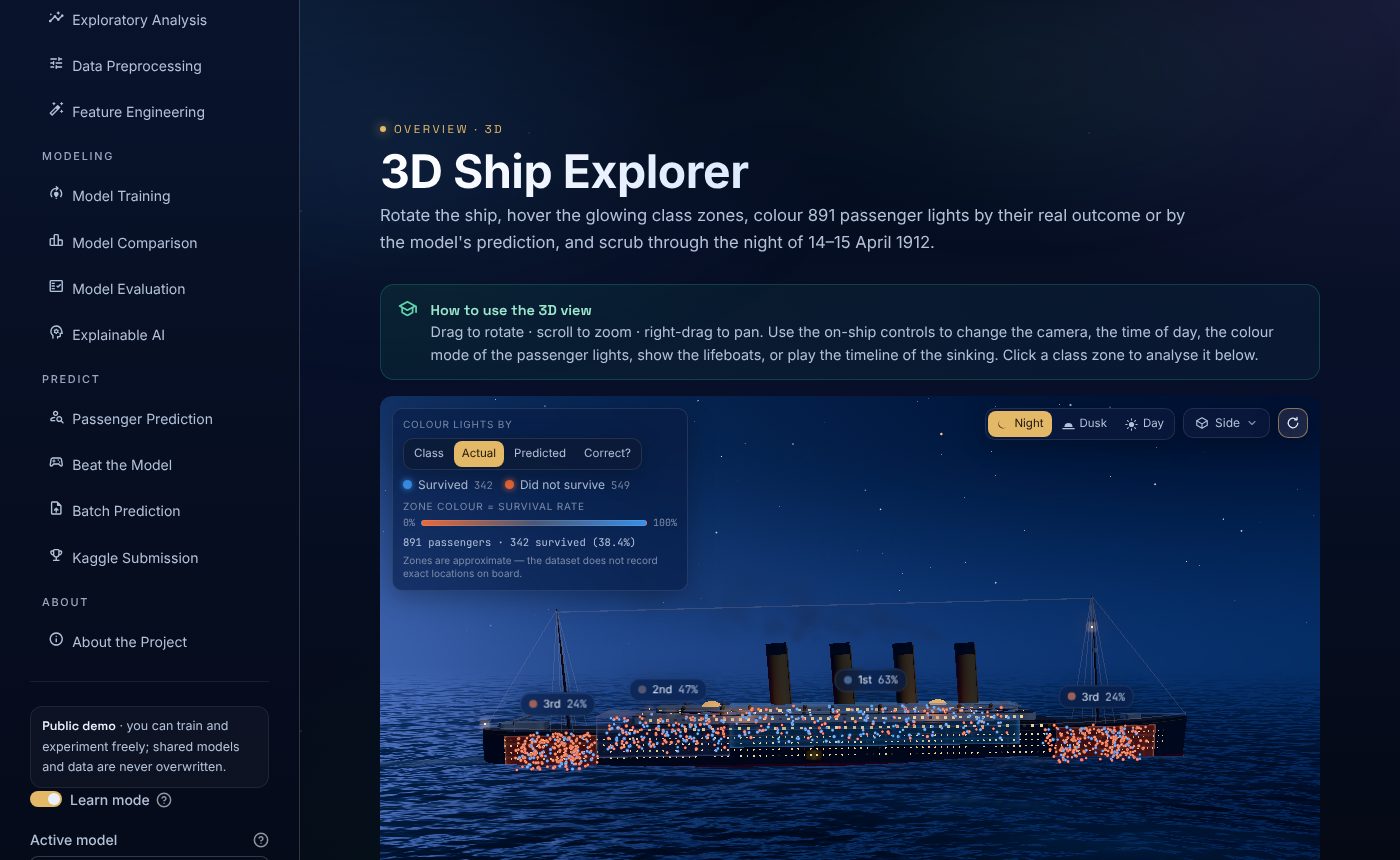 Exploratory Analysis
Data Preprocessing
Feature Engineering
MODELING
Model Training
Model Comparison
Model Evaluation
Explainable AI
PREDICT
Passenger Prediction
Beat the Model
Batch Prediction
Kaggle Submission
ABOUT
About the Project
Public demo · you can train and
experiment freely; shared models
and data are never overwritten.
Learn mode
Active model
OVERVIEW · 3D
3D Ship Explorer
Rotate the ship, hover the glowing class zones, colour 891 passenger lights by their real outcome or by
the model's prediction, and scrub through the night of 14–15 April 1912.
How to use the 3D view
Drag to rotate · scroll to zoom · right-drag to pan. Use the on-ship controls to change the camera, the time of day, the colour
mode of the passenger lights, show the lifeboats, or play the timeline of the sinking. Click a class zone to analyse it below.
COLOUR LIGHTS BY
Class Actual Predicted Correct?
Survived 342 Did not survive 549
ZONE COLOUR = SURVIVAL RATE
0% 100%
891 passengers · 342 survived (38.4%)
Zones are approximate — the dataset does not record
exact locations on board.
Night Dusk Day Side
1st 63%
2nd 47%
3rd 24%
3rd 24%